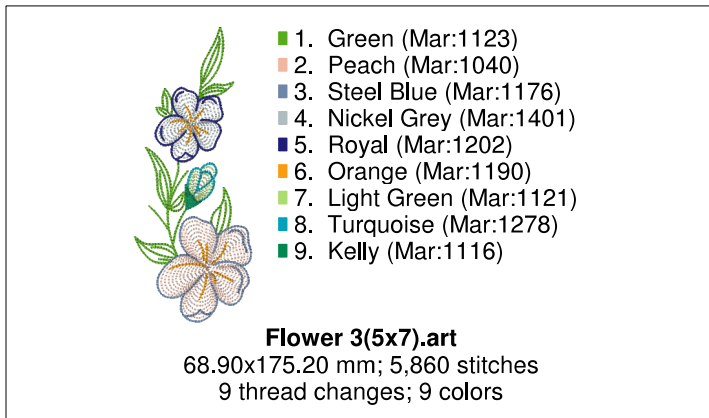 1. Green (Mar:1123)
2. Peach (Mar:1040)
3. Steel Blue (Mar:1176)
4. Nickel Grey (Mar:1401)
5. Royal (Mar:1202)
6. Orange (Mar:1190)
7. Light Green (Mar:1121)
8. Turquoise (Mar:1278)
9. Kelly (Mar:1116)
Flower 3(5x7).art
68.90x175.20 mm; 5,860 stitches
9 thread changes; 9 colors